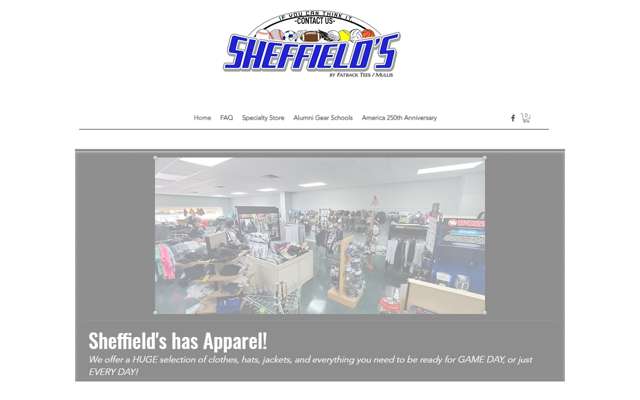 IF YOU CAN THINK IT
-CONTACT US-
SHEFFIELD'S
BY FATBACK TEES / MULLIS
Home FAQ Specialty Store Alumni Gear Schools America 250th Anniversary
Sheffield's has Apparel!
We offer a HUGE selection of clothes, hats, jackets, and everything you need to be ready for GAME DAY, or just
EVERY DAY!